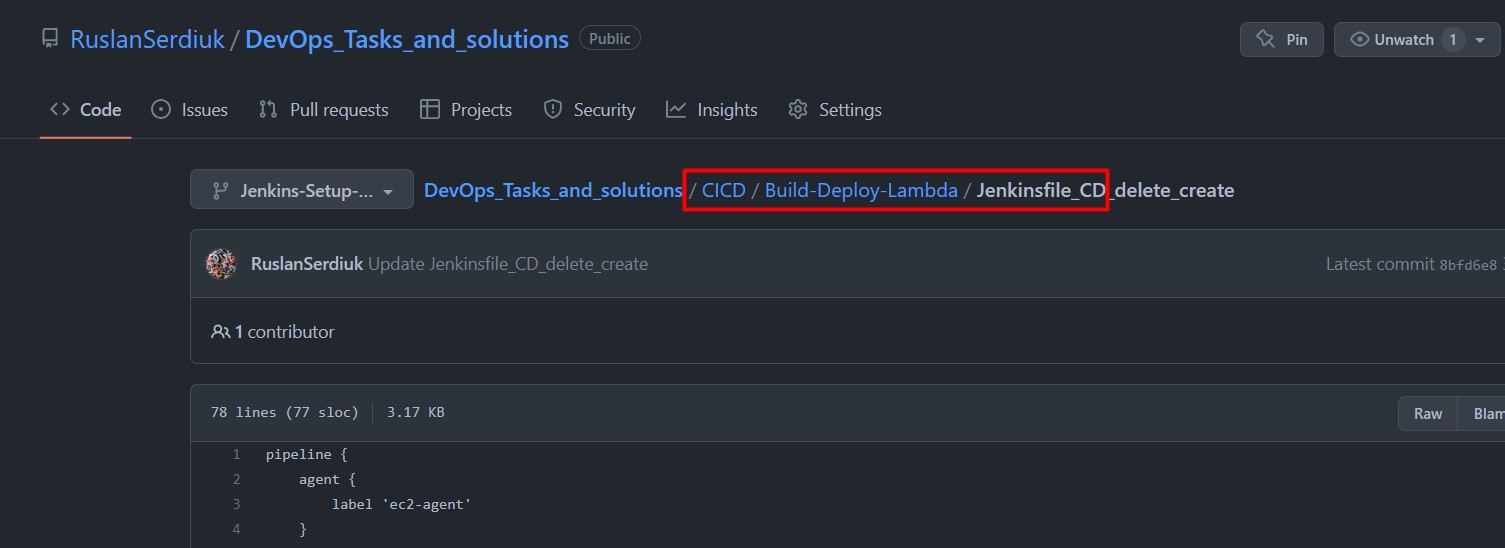 RuslanSerdiuk / DevOps_Tasks_and_solutions Public Pin Unwatch 1
Code Issues Pull requests Projects Security Insights Settings
Jenkins-Setup-... DevOps_Tasks_and_solutions / CICD / Build-Deploy-Lambda / Jenkinsfile_CD_delete_create
RuslanSerdiuk Update Jenkinsfile_CD_delete_create Latest commit 8bfd6e8
1 contributor
78 lines (77 sloc) 3.17 KB Raw Blam
1 pipeline {
2 agent {
3 label 'ec2-agent'
4 }